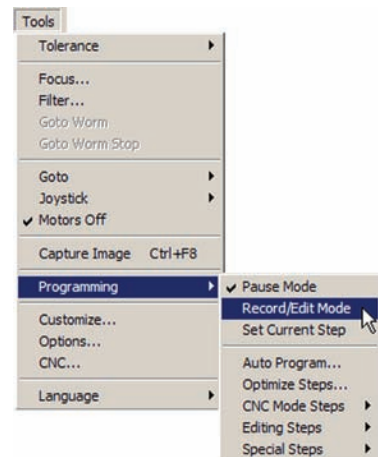 Tools
Tolerance
Focus...
Filter...
Goto Worm
Goto Worm Stop
Goto
Joystick
Motors Off
Capture Image Ctrl+F8
Programming
Customize...
Options...
CNC...
Language
Pause Mode
Record/Edit Mode
Set Current Step
Auto Program...
Optimize Steps...
CNC Mode Steps
Editing Steps
Special Steps